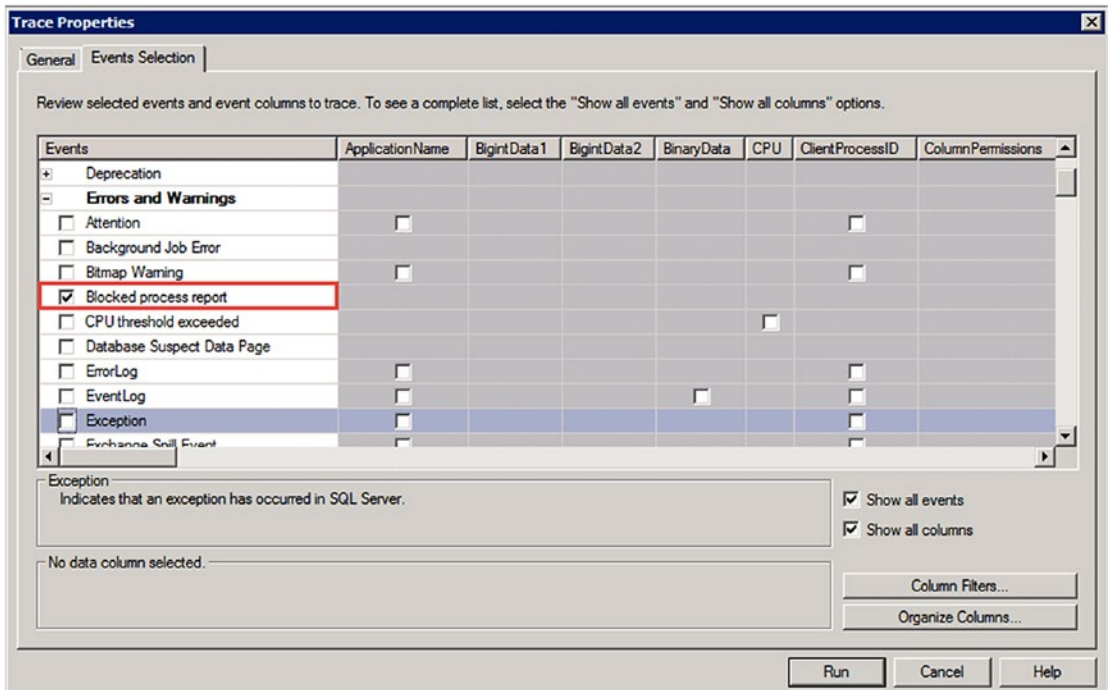 Trace Properties
General Events Selection
Review selected events and event columns to trace. To see a complete list, select the "Show all events" and "Show all columns" options.
Events ApplicationName BigintData1 BigintData2 BinaryData CPU ClientProcessID ColumnPermissions
Deprecation
Errors and Warnings
Attention
Background Job Error
Bitmap Warning
Blocked process report
CPU threshold exceeded
Database Suspect Data Page
ErrorLog
EventLog
Exception
Exchange Spill Event
Exception
Indicates that an exception has occurred in SQL Server.
Show all events
Show all columns
No data column selected.
Column Filters...
Organize Columns...
Run Cancel Help